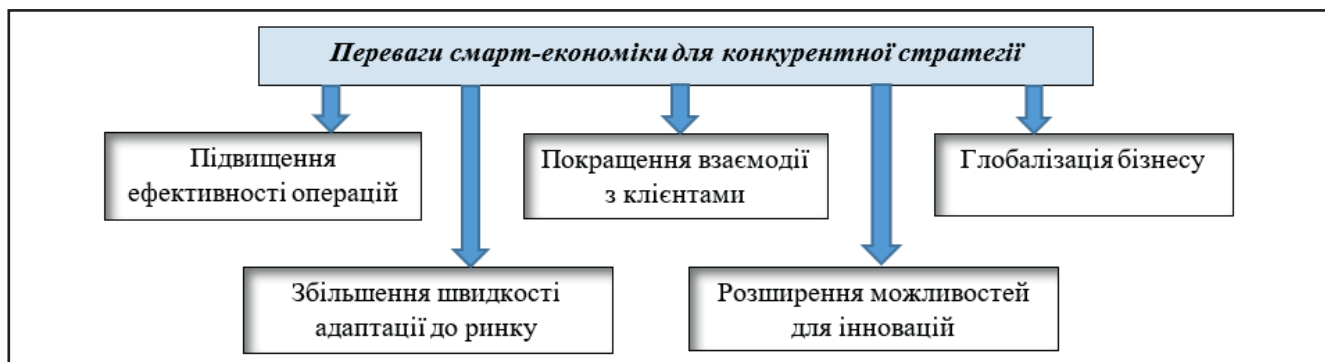 Переваги смарт-економіки для конкурентної стратегії
Підвищення
ефективності операцій
Покращення взаємодії
з клієнтами
Глобалізація бізнесу
Збільшення швидкості
адаптації до ринку
Розширення можливостей
для інновацій